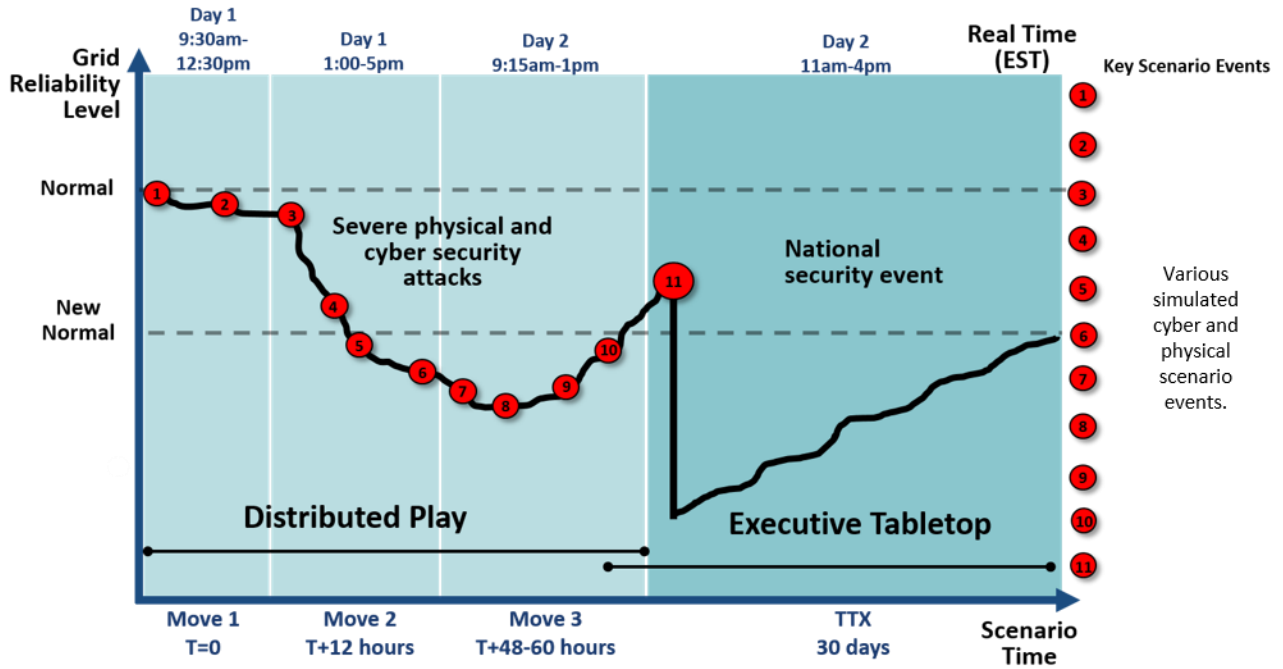 Day 1
9:30am-
12:30pm
Day 1
1:00-5pm
Day 2
9:15am-1pm
Day 2
11am-4pm
Real Time
(EST)
Key Scenario Events
Grid
Reliability
Level
Normal
New
Normal
1
2
3
4
5
6
7
8
9
10
11
Severe physical and
cyber security
attacks
National
security event
Distributed Play
Executive Tabletop
1
2
3
4
5
6
7
8
9
10
11
Various
simulated
cyber and
physical
scenario
events.
Move 1
T=0
Move 2
T+12 hours
Move 3
T+48-60 hours
TTX
30 days
Scenario
Time